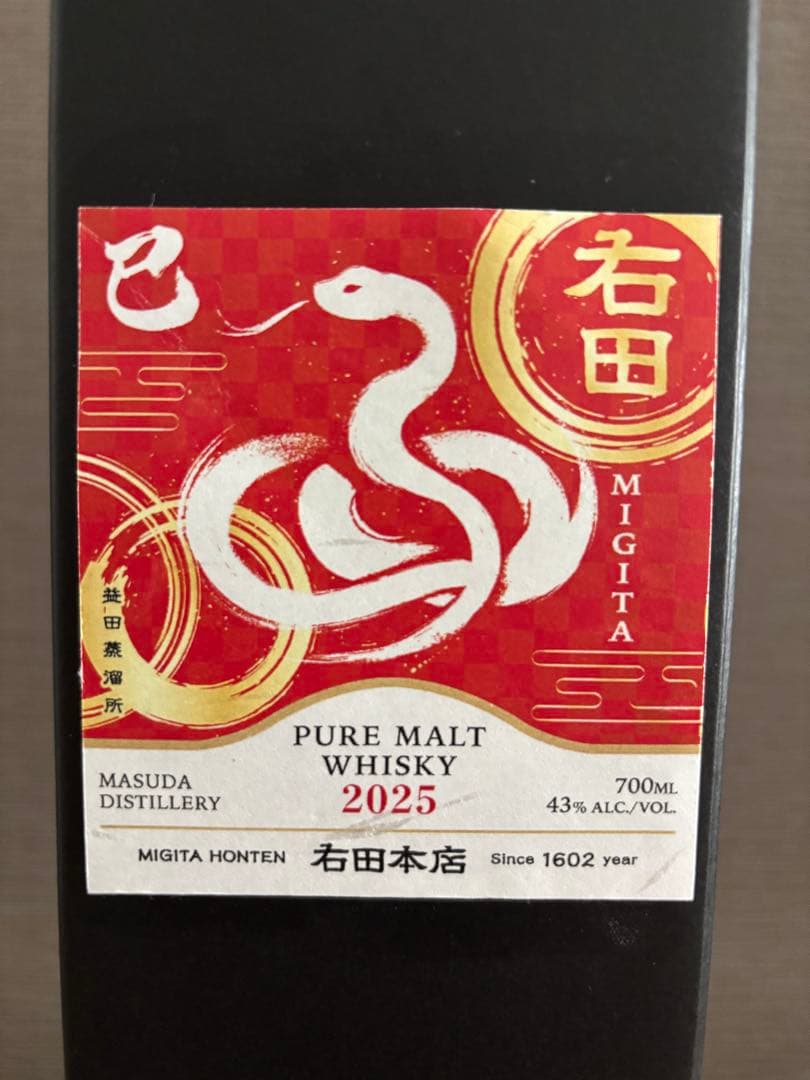 巳
右田
MIGITA
益田蒸溜所
PURE MALT
WHISKY
2025
MASUDA
DISTILLERY
700ML
43% ALC./VOL.
MIGITA HONTEN 右田本店 Since 1602 year